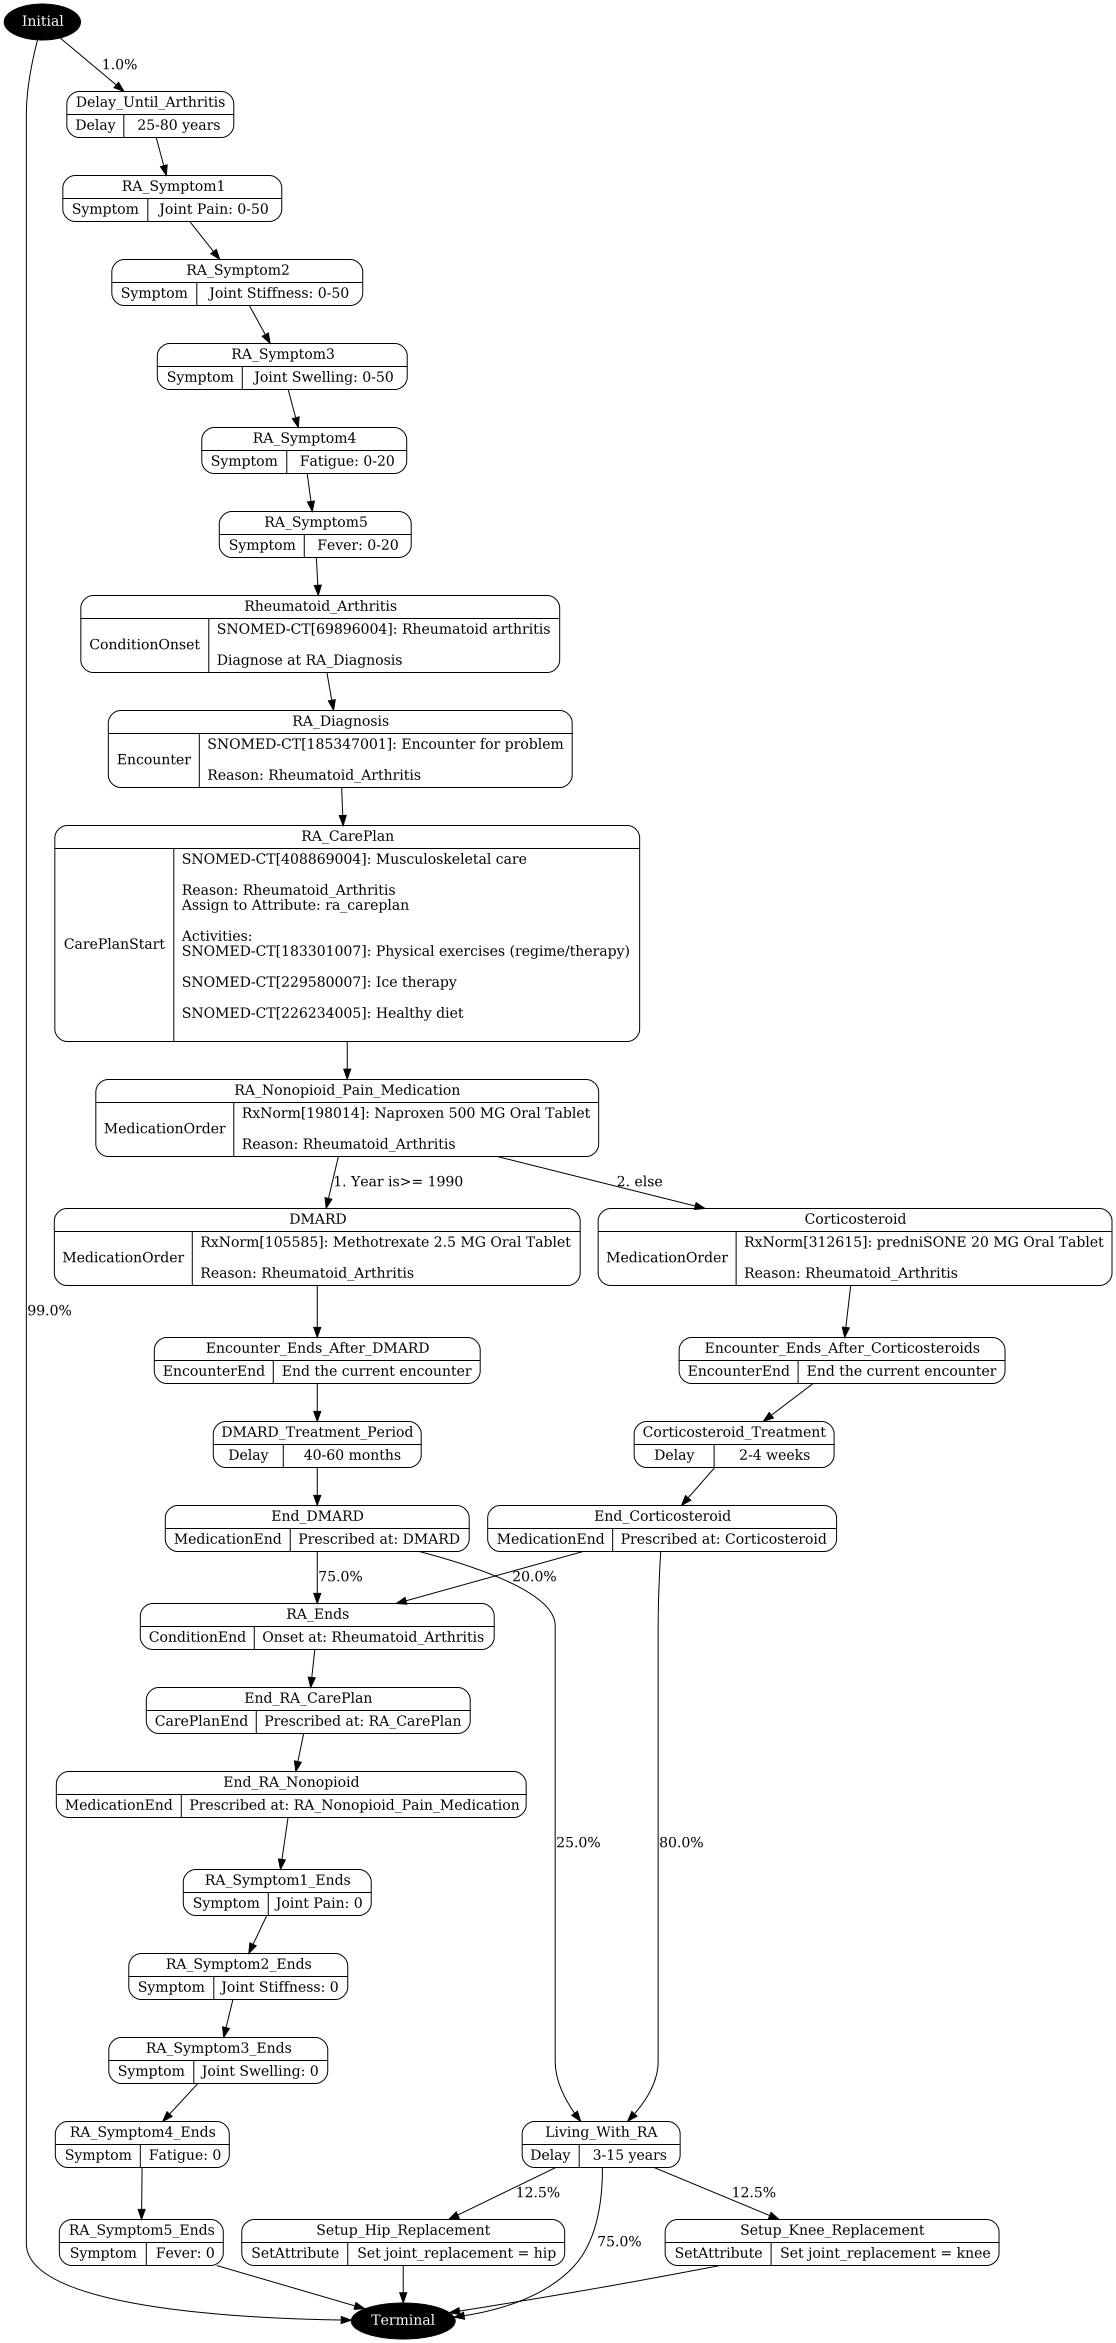 Initial
1.0%
Delay_Until_Arthritis
Delay 25-80 years
RA_Symptom1
Symptom Joint Pain: 0-50
RA_Symptom2
Symptom Joint Stiffness: 0-50
RA_Symptom3
Symptom Joint Swelling: 0-50
RA_Symptom4
Symptom Fatigue: 0-20
RA_Symptom5
Symptom Fever: 0-20
Rheumatoid_Arthritis
ConditionOnset
SNOMED-CT[69896004]: Rheumatoid arthritis
Diagnose at RA_Diagnosis
RA_Diagnosis
Encounter
SNOMED-CT[185347001]: Encounter for problem
Reason: Rheumatoid_Arthritis
RA_CarePlan
CarePlanStart
SNOMED-CT[408869004]: Musculoskeletal care
Reason: Rheumatoid_Arthritis
Assign to Attribute: ra_careplan
Activities:
SNOMED-CT[183301007]: Physical exercises (regime/therapy)
SNOMED-CT[229580007]: Ice therapy
SNOMED-CT[226234005]: Healthy diet
RA_Nonopioid_Pain_Medication
MedicationOrder
RxNorm[198014]: Naproxen 500 MG Oral Tablet
Reason: Rheumatoid_Arthritis
1. Year is>= 1990
2. else
DMARD
MedicationOrder
RxNorm[105585]: Methotrexate 2.5 MG Oral Tablet
Reason: Rheumatoid_Arthritis
Corticosteroid
MedicationOrder
RxNorm[312615]: predniSONE 20 MG Oral Tablet
Reason: Rheumatoid_Arthritis
99.0%
Encounter_Ends_After_DMARD
EncounterEnd End the current encounter
Encounter_Ends_After_Corticosteroids
EncounterEnd End the current encounter
DMARD_Treatment_Period
Delay 40-60 months
Corticosteroid_Treatment
Delay 2-4 weeks
End_DMARD
MedicationEnd Prescribed at: DMARD
End_Corticosteroid
MedicationEnd Prescribed at: Corticosteroid
75.0%
20.0%
RA_Ends
ConditionEnd Onset at: Rheumatoid_Arthritis
End_RA_CarePlan
CarePlanEnd Prescribed at: RA_CarePlan
End_RA_Nonopioid
MedicationEnd Prescribed at: RA_Nonopioid_Pain_Medication
25.0%
80.0%
RA_Symptom1_Ends
Symptom Joint Pain: 0
RA_Symptom2_Ends
Symptom Joint Stiffness: 0
RA_Symptom3_Ends
Symptom Joint Swelling: 0
RA_Symptom4_Ends
Symptom Fatigue: 0
Living_With_RA
Delay 3-15 years
12.5%
12.5%
75.0%
RA_Symptom5_Ends
Symptom Fever: 0
Setup_Hip_Replacement
SetAttribute Set joint_replacement = hip
Setup_Knee_Replacement
SetAttribute Set joint_replacement = knee
Terminal